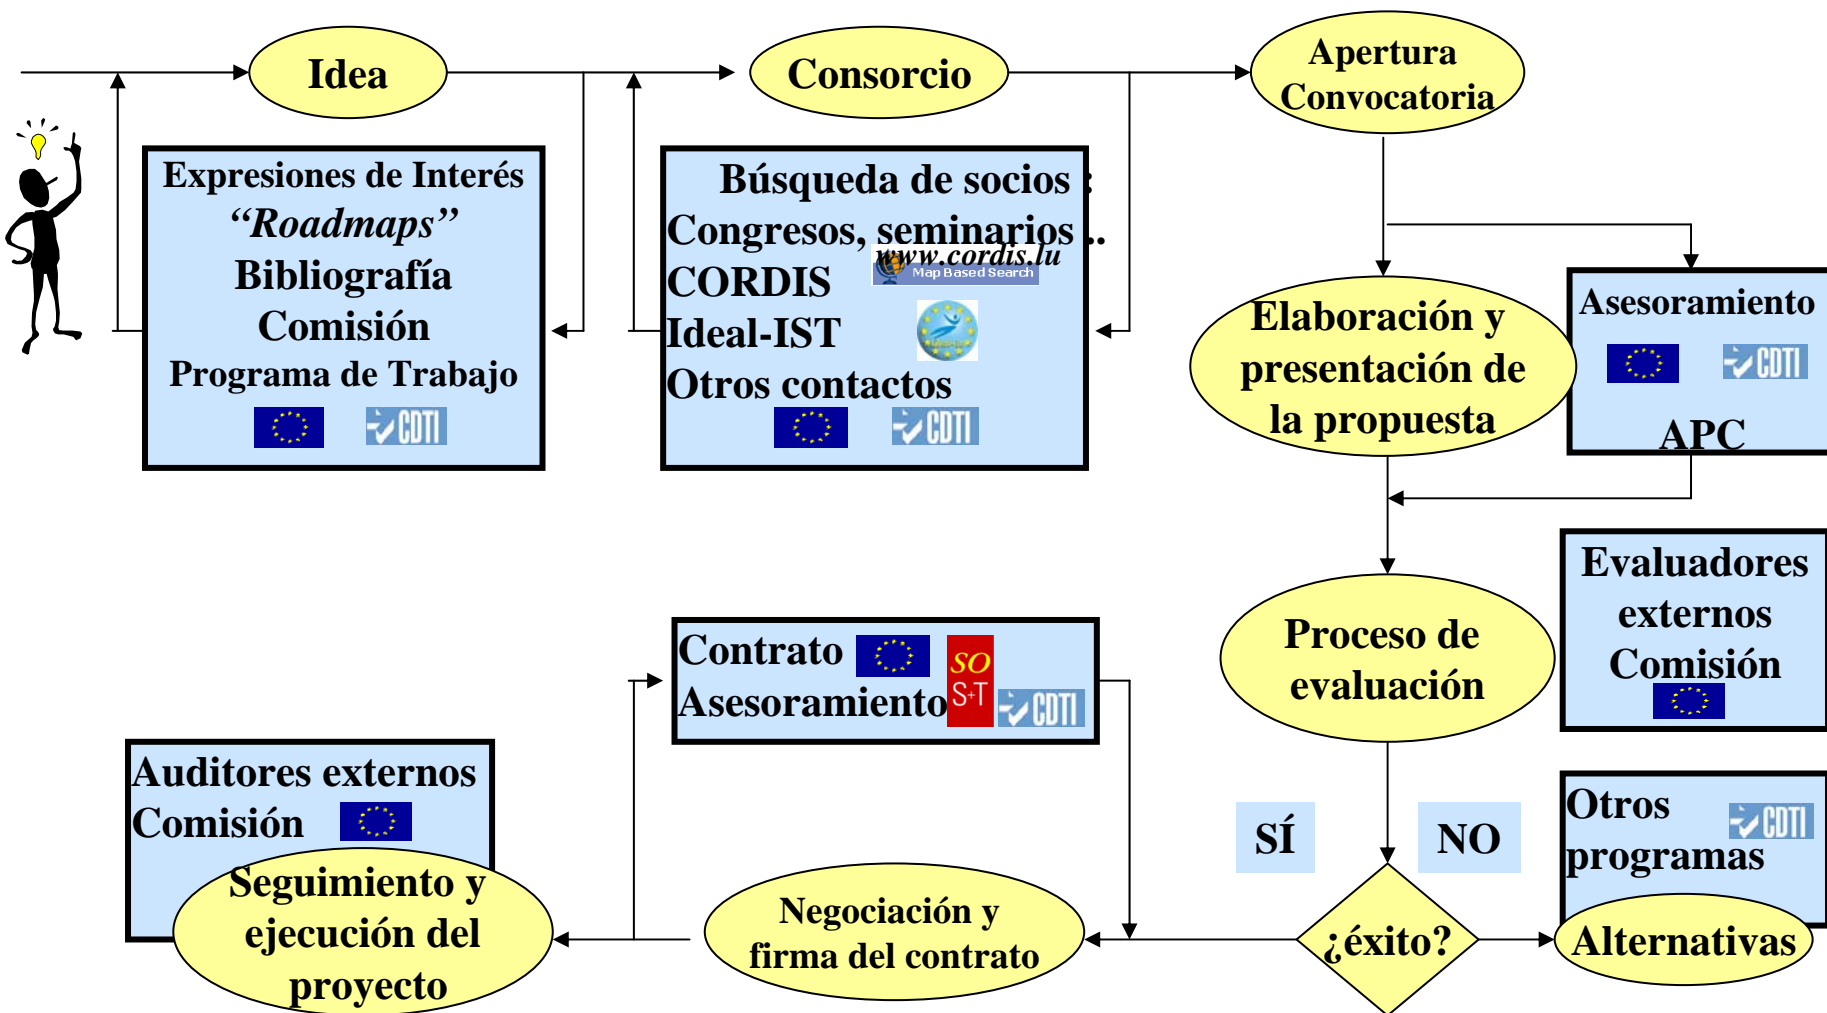 Idea
Consorcio
Apertura
Convocatoria
Expresiones de Interés
“Roadmaps”
Bibliografía
Comisión
Programa de Trabajo
CDTI
Búsqueda de socios :
Congresos, seminarios ..
www.cordis.lu
CORDIS
Map Based Search
Ideal-IST
Otros contactos
CDTI
Elaboración y
presentación de
la propuesta
Asesoramiento
CDTI
APC
Proceso de
evaluación
Evaluadores
externos
Comisión
Contrato
Asesoramiento
SO
S+T
CDTI
Auditores externos
Comisión
Seguimiento y
ejecución del
proyecto
Negociación y
firma del contrato
SÍ
NO
¿éxito?
Otros
programas
CDTI
Alternativas